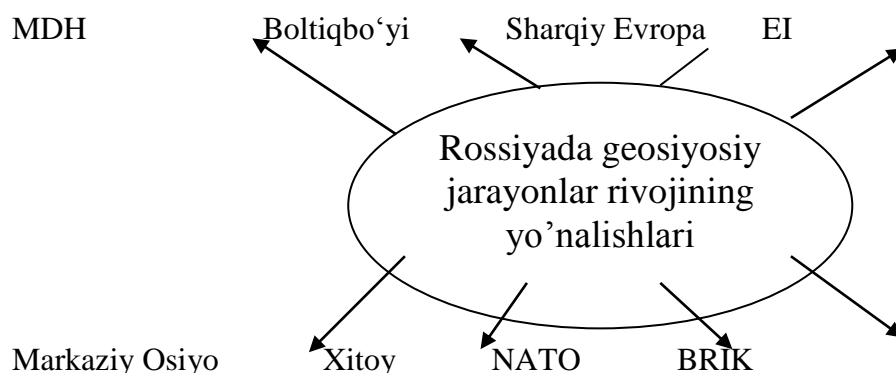 MDH Boltiqbo‘yi Sharqiy Evropa EI
Rossiyada geosiyosiy
jarayonlar rivojining
yo’nalishlari
Markaziy Osiyo Xitoy NATO BRIK